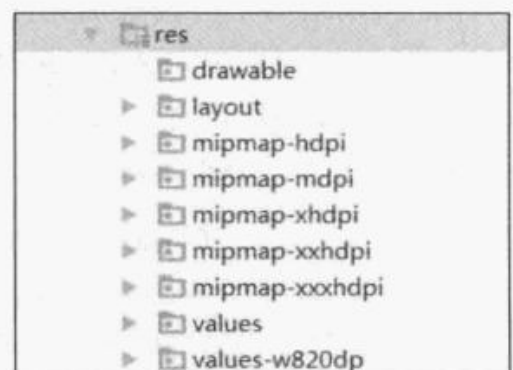 res
drawable
layout
mipmap-hdpi
mipmap-mdpi
mipmap-xhdpi
mipmap-xxhdpi
mipmap-xxxhdpi
values
values-w820dp